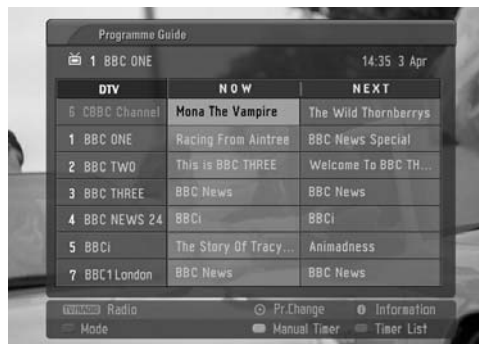 Programme Guide
1 BBC ONE 14:35 3 Apr
DTV NOW NEXT
6 CBBC Channel Mona The Vampire The Wild Thornberrys
1 BBC ONE Racing From Aintree BBC News Special
2 BBC TWO This is BBC THREE Welcome To BBC TH...
3 BBC THREE BBC News BBC News
4 BBC NEWS 24 BBCi BBCi
5 BBCi The Story Of Tracy... Animadness
7 BBC1 London BBC News BBC News
TV/RADIO Radio Pr.Change i Information
Mode Manual Timer Timer List